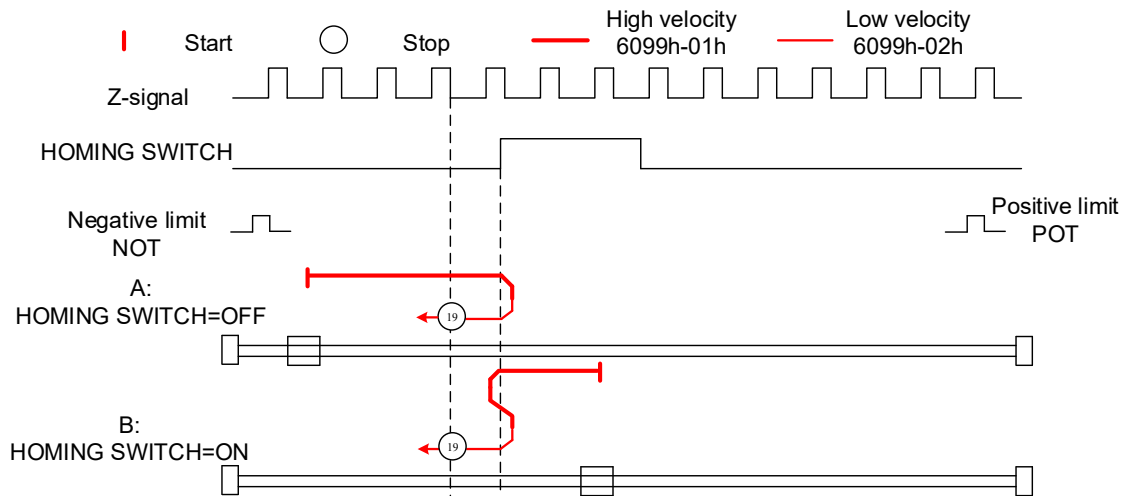 Start
Stop
High velocity
6099h-01h
Low velocity
6099h-02h
Z-signal
HOMING SWITCH
Negative limit
NOT
Positive limit
POT
A:
HOMING SWITCH=OFF
19
B:
HOMING SWITCH=ON
19